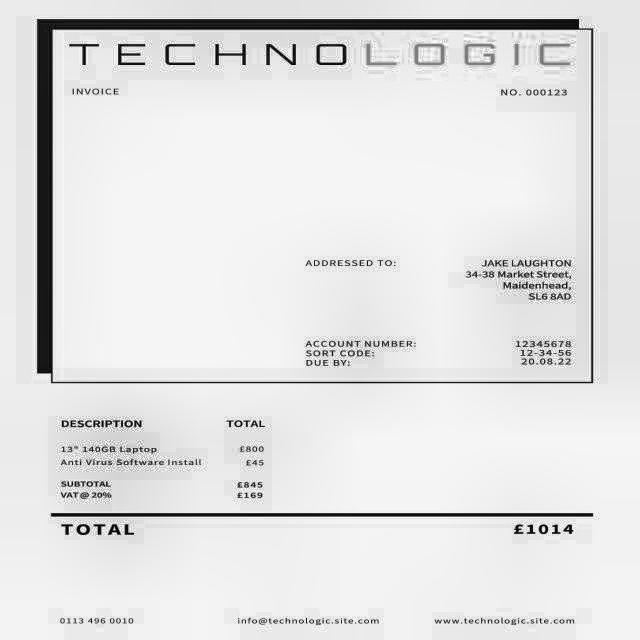 TECHNOLOGIC
INVOICE NO. 000123
ADDRESSED TO: JAKE LAUGHTON
34-38 Market Street,
Maidenhead,
SL6 8AD
ACCOUNT NUMBER: 12345678
SORT CODE: 12-34-56
DUE BY: 20.08.22
DESCRIPTION TOTAL
13" 140GB Laptop £800
Anti Virus Software Install £45
SUBTOTAL £845
VAT @ 20% £169
TOTAL £1014
0113 496 0010 info@technologic.site.com www.technologic.site.com